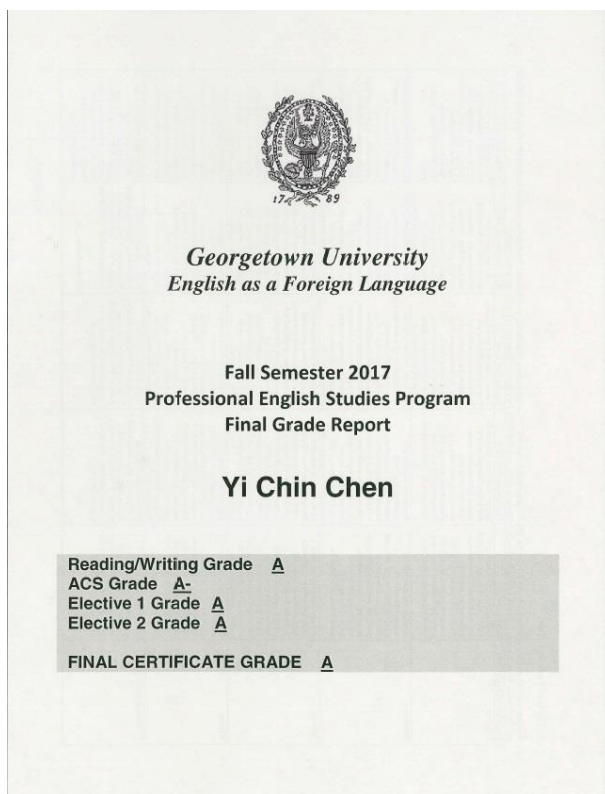 17 89
Georgetown University
English as a Foreign Language
Fall Semester 2017
Professional English Studies Program
Final Grade Report
Yi Chin Chen
Reading/Writing Grade A
ACS Grade A-
Elective 1 Grade A
Elective 2 Grade A
FINAL CERTIFICATE GRADE A